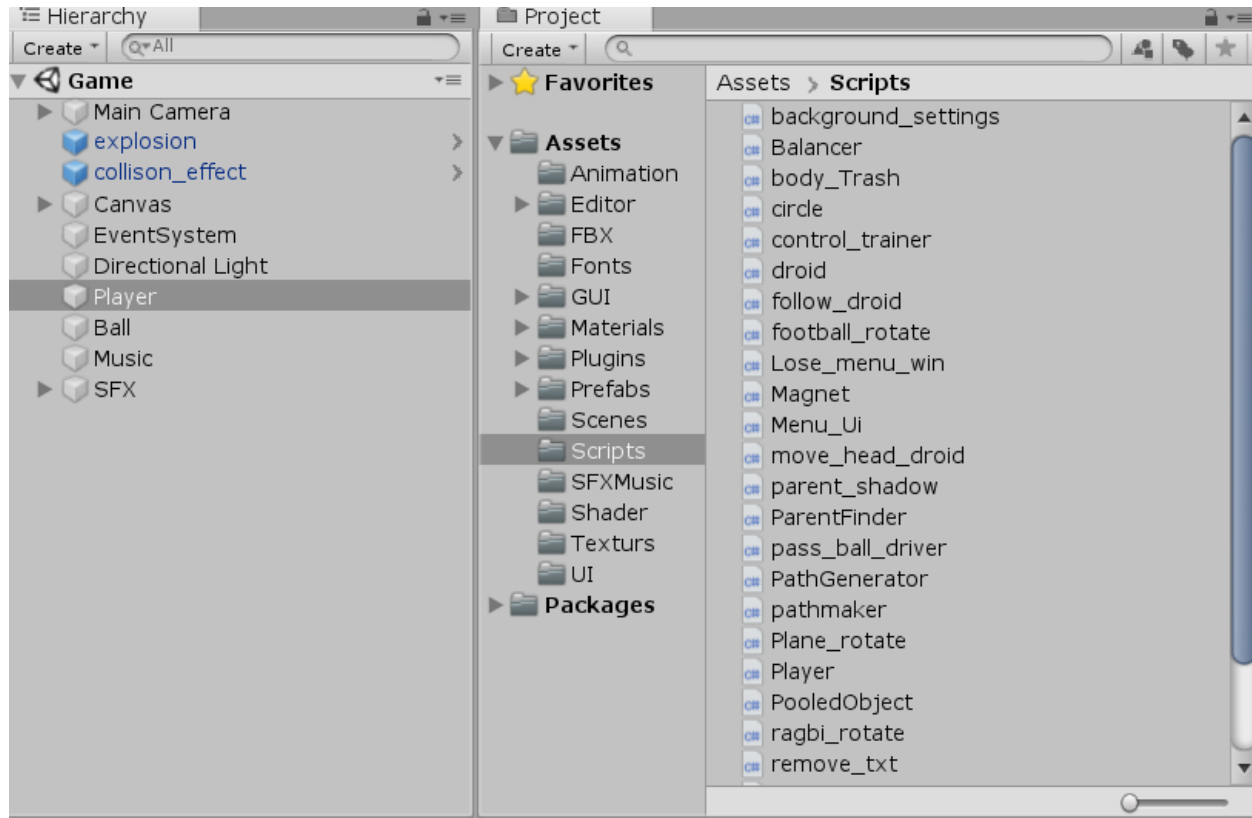 Hierarchy
Create
All
Game
Main Camera
explosion
collison_effect
Canvas
EventSystem
Directional Light
Player
Ball
Music
SFX
Project
Create
Favorites
Assets
Animation
Editor
FBX
Fonts
GUI
Materials
Plugins
Prefabs
Scenes
Scripts
SFXMusic
Shader
Texturs
UI
Packages
Assets > Scripts
background_settings
Balancer
body_Trash
circle
control_trainer
droid
follow_droid
football_rotate
Lose_menu_win
Magnet
Menu_Ui
move_head_droid
parent_shadow
ParentFinder
pass_ball_driver
PathGenerator
pathmaker
Plane_rotate
Player
PooledObject
ragbi_rotate
remove_txt